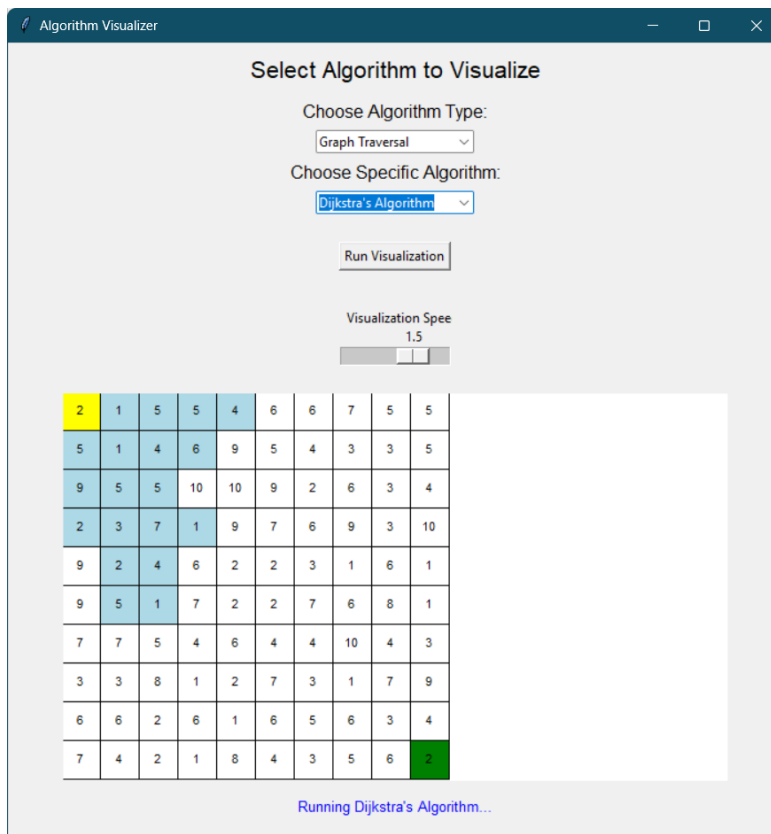 Algorithm Visualizer
Select Algorithm to Visualize
Choose Algorithm Type:
Graph Traversal
Choose Specific Algorithm:
Dijkstra's Algorithm
Run Visualization
Visualization Spee
1.5
2 1 5 5 4 6 6 7 5 5
5 1 4 6 9 5 4 3 3 5
9 5 5 10 10 9 2 6 3 4
2 3 7 1 9 7 6 9 3 10
9 2 4 6 2 2 3 1 6 1
9 5 1 7 2 2 7 6 8 1
7 7 5 4 6 4 4 10 4 3
3 3 8 1 2 7 3 1 7 9
6 6 2 6 1 6 5 6 3 4
7 4 2 1 8 4 3 5 6 2
Running Dijkstra's Algorithm...